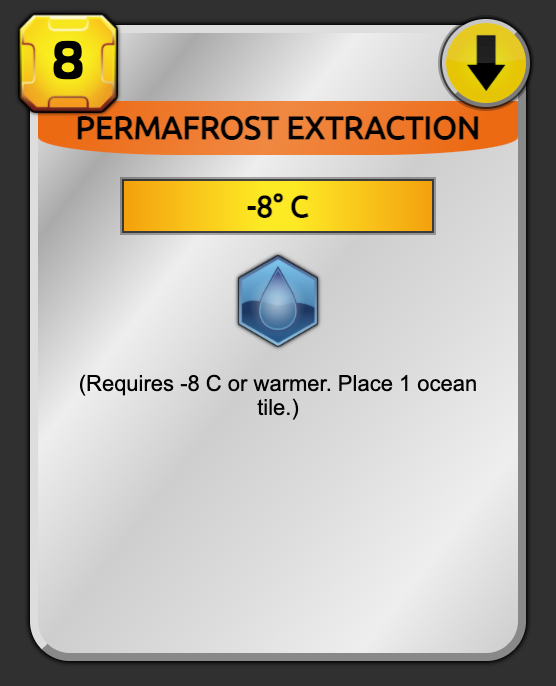 8
PERMAFROST EXTRACTION
-8° C
(Requires -8 C or warmer. Place 1 ocean
tile.)